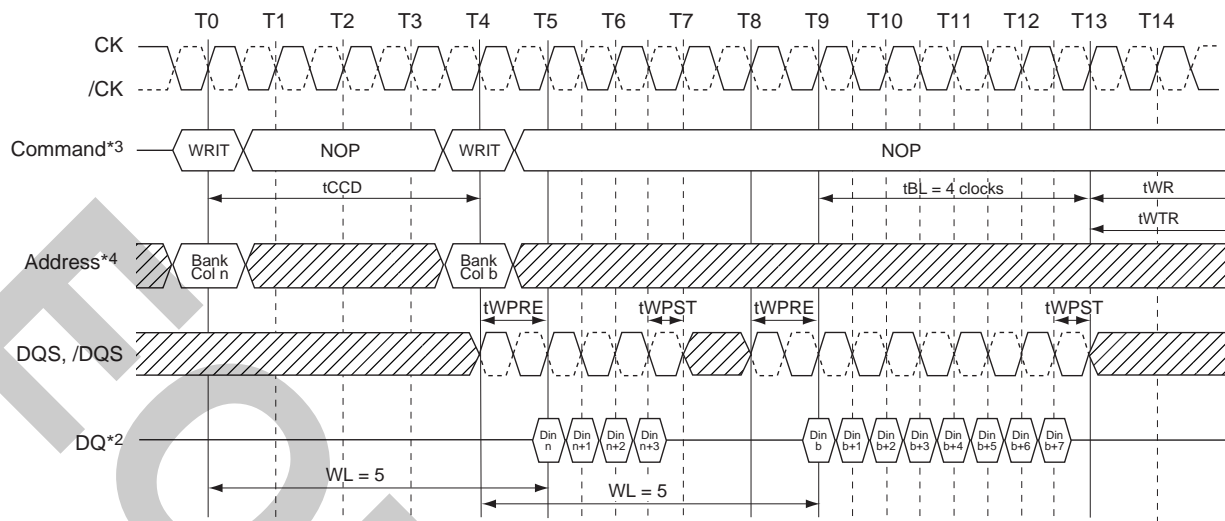 T0 T1 T2 T3 T4 T5 T6 T7 T8 T9 T10 T11 T12 T13 T14
CK
/CK
Command*3 WRIT NOP WRIT NOP
tCCD tBL = 4 clocks tWR
tWTR
Address*4 Bank Col n Bank Col b
tWPRE tWPST tWPRE tWPST
DQS, /DQS
DQ*2 Din n Din n+1 Din n+2 Din n+3 Din b Din b+1 Din b+2 Din b+3 Din b+4 Din b+5 Din b+6 Din b+7
WL = 5
WL = 5